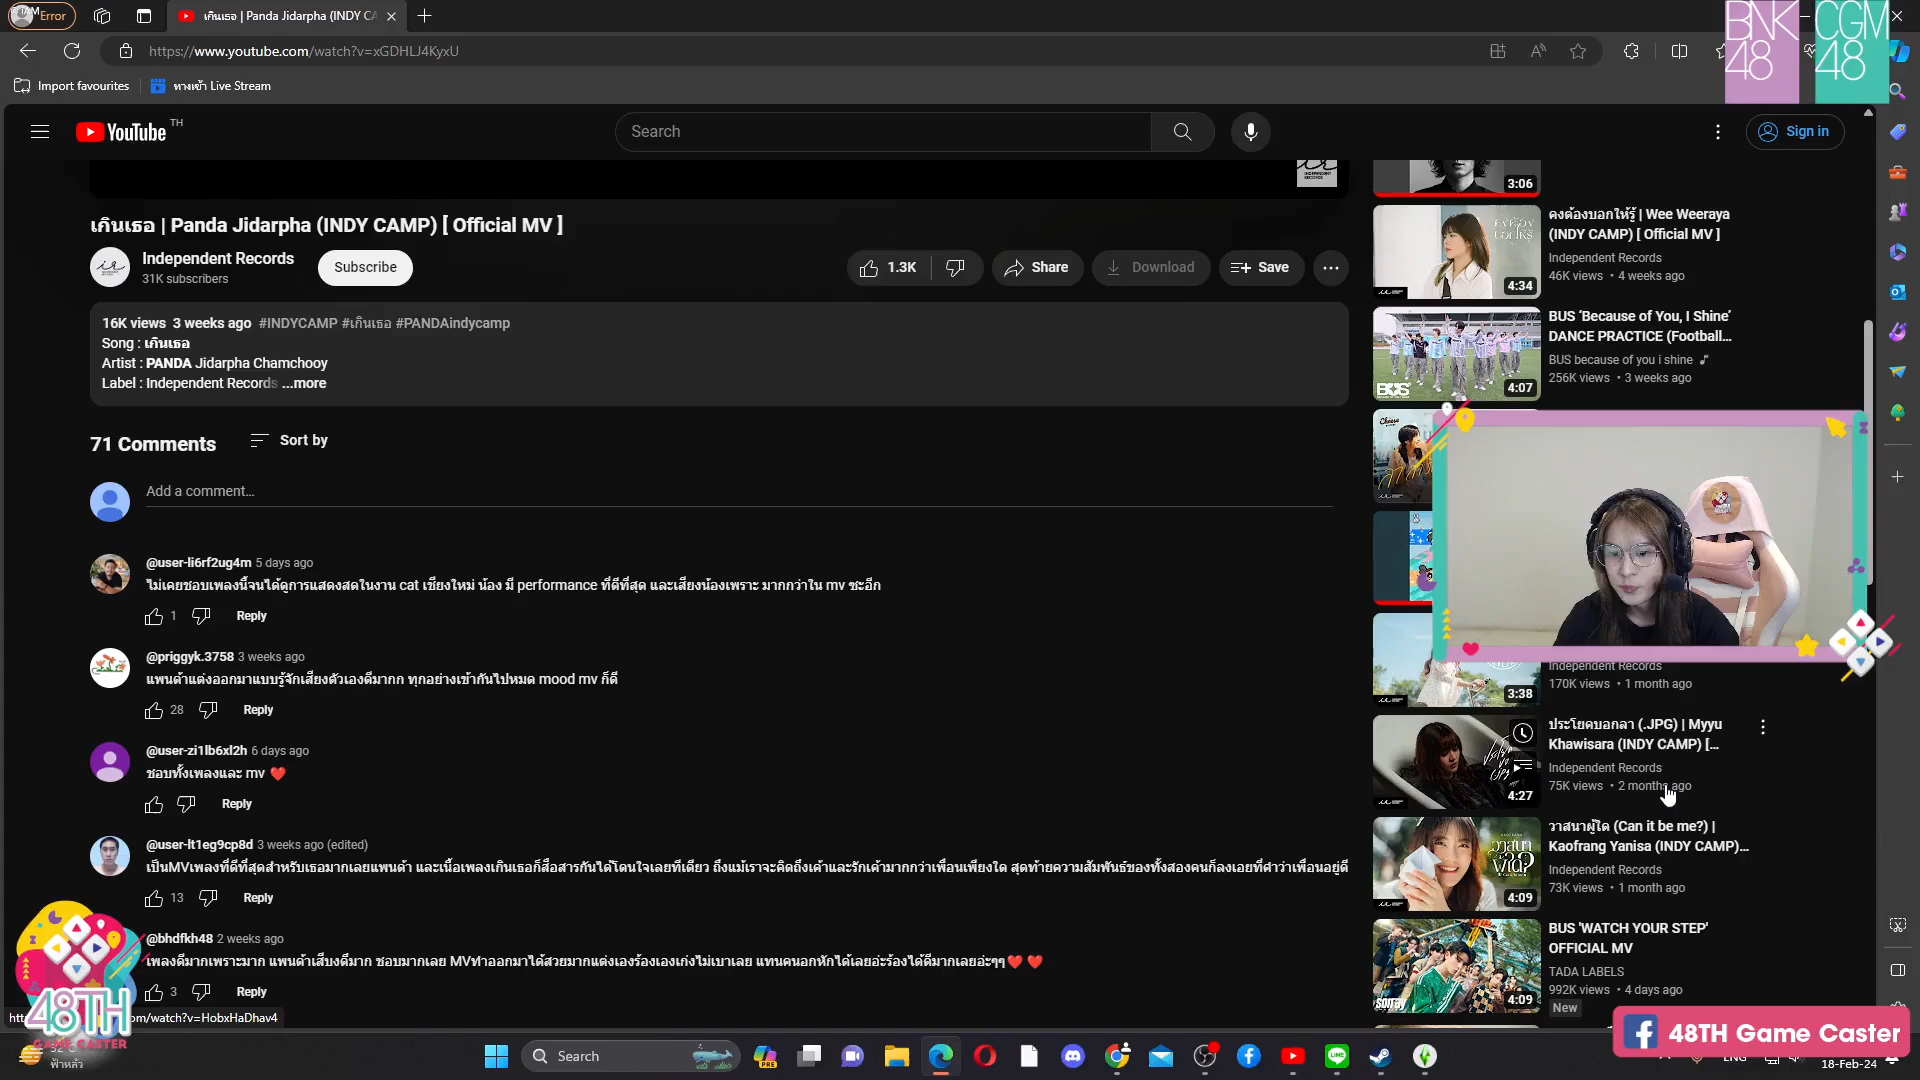 Error
เกินเธอ | Panda Jidarpha (INDY CA
https://www.youtube.com/watch?v=xGDHLJ4KyxU
Import favourites
ทางเข้า Live Stream
BNK
48
CGM
48
YouTube TH
Search
Sign in
3:06
เกินเธอ | Panda Jidarpha (INDY CAMP) [ Official MV ]
Independent Records
31K subscribers
Subscribe
1.3K
Share
Download
Save
16K views 3 weeks ago #INDYCAMP #เกินเธอ #PANDAindycamp
Song : เกินเธอ
Artist : PANDA Jidarpha Chamchooy
Label : Independent Records ...more
71 Comments
Sort by
Add a comment...
@user-li6rf2ug4m 5 days ago
ไม่เคยชอบเพลงนี้จนได้ดูการแสดงสดในงาน cat เชียงใหม่ น้อง มี performance ที่ดีที่สุด และเสียงน้องเพราะ มากกว่าใน mv ซะอีก
1
Reply
@priggyk.3758 3 weeks ago
แพนด้าแต่งออกมาแบบรู้จักเสียงตัวเองดีมากก ทุกอย่างเข้ากันไปหมด mood mv ก็ดี
28
Reply
@user-zi1lb6xl2h 6 days ago
ชอบทั้งเพลงและ mv ❤️
Reply
@user-lt1eg9cp8d 3 weeks ago (edited)
เป็นMVเพลงที่ดีที่สุดสำหรับเธอมากเลยแพนด้า และเนื้อเพลงเกินเธอก็สื่อสารกันได้โดนใจเลยทีเดียว ถึงแม้เราจะคิดถึงเค้าและรักเค้ามากกว่าเพื่อนเพียงใด สุดท้ายความสัมพันธ์ของทั้งสองคนก็ลงเอยที่คำว่าเพื่อนอยู่ดี
13
Reply
@bhdfkh48 2 weeks ago
เพลงดีมากเพราะมาก แพนด้าเส็บงดีมาก ชอบมากเลย MVทำออกมาได้สวยมากแต่งเองร้องเองเก่งไม่เบาเลย แทนคนอกหักได้เลยอ่ะร้องได้ดีมากเลยอ่ะๆๆ❤️ ❤️
3
Reply
om/watch?v=HobxHaDhav4
คงต้องบอกให้รู้ | Wee Weeraya
(INDY CAMP) [ Official MV ]
Independent Records
46K views • 4 weeks ago
4:34
BUS ‘Because of You, I Shine’
DANCE PRACTICE (Football...
BUS because of you i shine
256K views • 3 weeks ago
4:07
BUS
Independent Records
170K views • 1 month ago
3:38
ประโยคบอกลา (.JPG) | Myyu
Khawisara (INDY CAMP) [...
Independent Records
75K views • 2 months ago
4:27
วาสนาผู้ใด (Can it be me?) |
Kaofrang Yanisa (INDY CAMP)...
Independent Records
73K views • 1 month ago
4:09
BUS 'WATCH YOUR STEP'
OFFICIAL MV
TADA LABELS
992K views • 4 days ago
New
4:09
48TH
GAME CASTER
48TH Game Caster
ฟ้าหลัว
Search
PRE
ENG
18-Feb-24